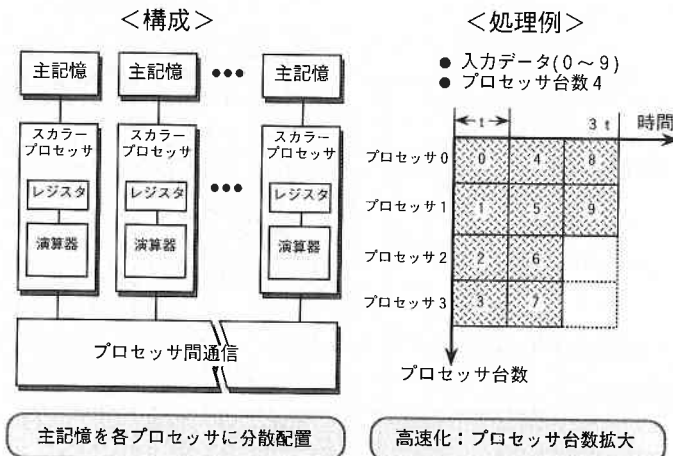 ＜構成＞
主記憶
主記憶
•••
主記憶
スカラー
プロセッサ
レジスタ
演算器
スカラー
プロセッサ
レジスタ
演算器
•••
スカラー
プロセッサ
レジスタ
演算器
プロセッサ間通信
主記憶を各プロセッサに分散配置
＜処理例＞
● 入力データ(0～9)
● プロセッサ台数4
t
3 t
時間
プロセッサ0
0 4 8
プロセッサ1
1 5 9
プロセッサ2
2 6
プロセッサ3
3 7
プロセッサ台数
高速化：プロセッサ台数拡大